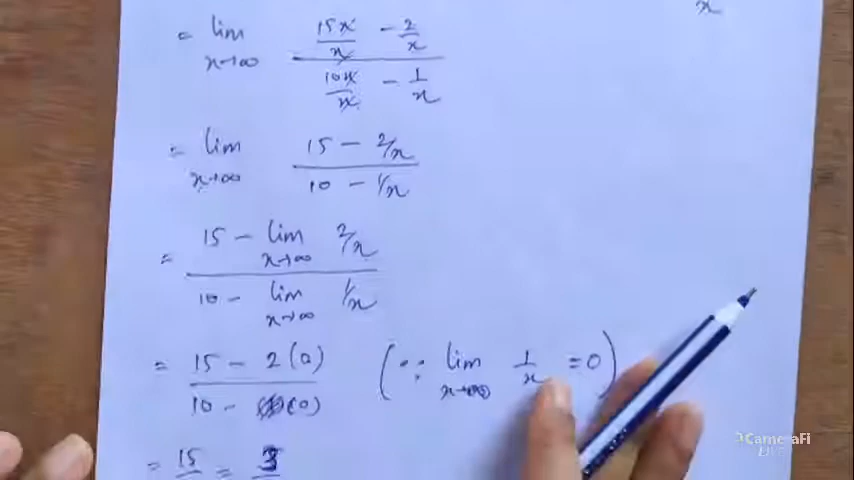 x
= lim x→∞ (15x/x - 2/x) / (10x/x - 1/x)
= lim x→∞ (15 - 2/x) / (10 - 1/x)
= (15 - lim x→∞ 2/x) / (10 - lim x→∞ 1/x)
= (15 - 2(0)) / (10 - (0)) (∵ lim x→∞ 1/x = 0)
= 15 = 3
CameraFi
LIVE